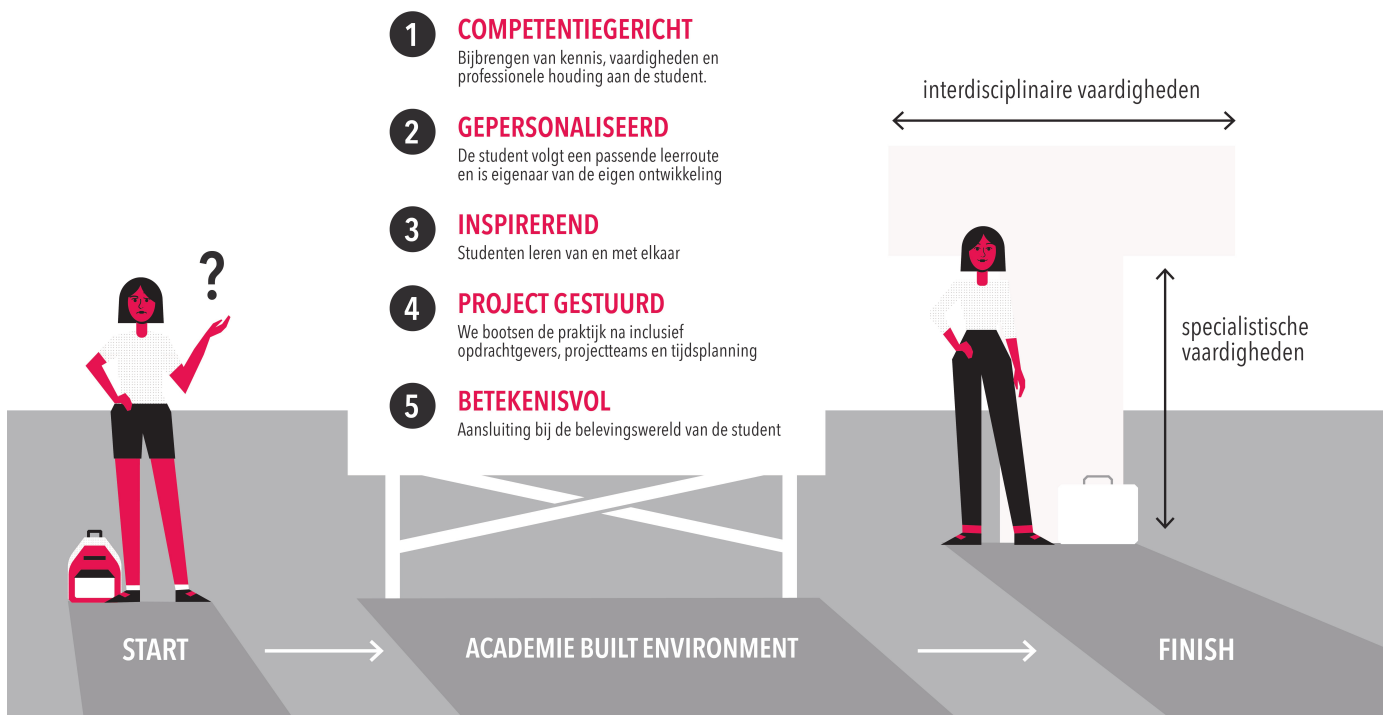 1 COMPETENTIEGERICHT
Bijbrengen van kennis, vaardigheden en
professionele houding aan de student.
2 GEPERSONALISEERD
De student volgt een passende leerroute
en is eigenaar van de eigen ontwikkeling
3 INSPIREREND
Studenten leren van en met elkaar
4 PROJECT GESTUURD
We bootsen de praktijk na inclusief
opdrachtgevers, projectteams en tijdsplanning
5 BETEKENISVOL
Aansluiting bij de belevingswereld van de student
?
interdisciplinaire vaardigheden
specialistische
vaardigheden
START
ACADEMIE BUILT ENVIRONMENT
FINISH